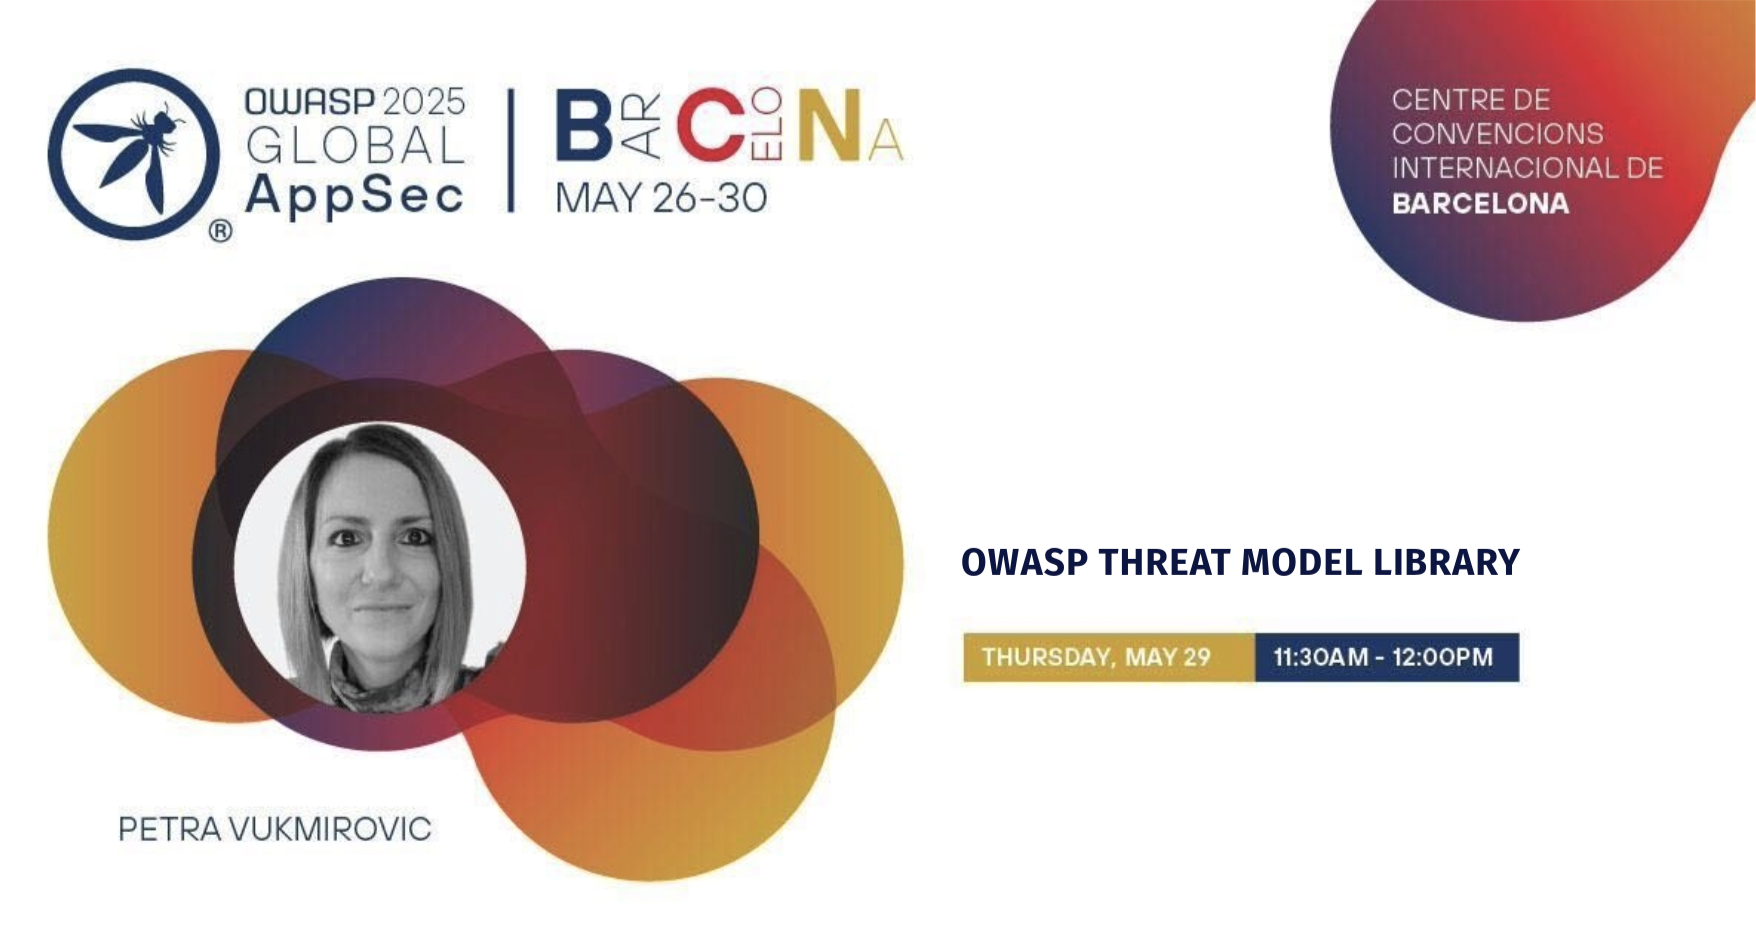 OWASP 2025
GLOBAL
AppSec
®
BARCELONA
MAY 26-30
CENTRE DE
CONVENCIONS
INTERNACIONAL DE
BARCELONA
OWASP THREAT MODEL LIBRARY
THURSDAY, MAY 29
11:30AM - 12:00PM
PETRA VUKMIROVIC